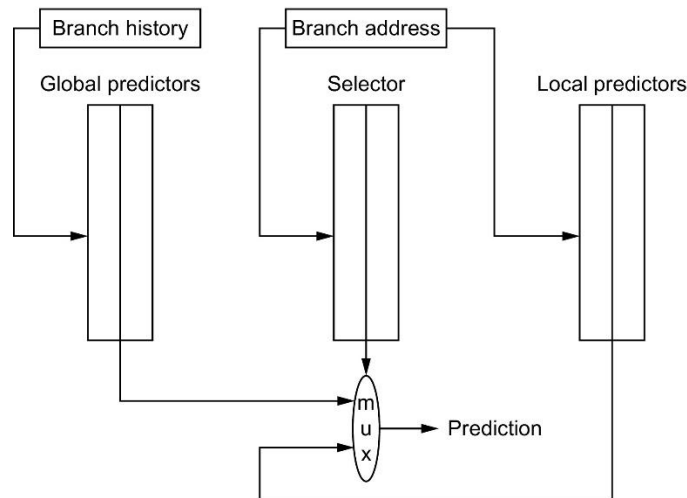 Branch history
Branch address
Global predictors
Selector
Local predictors
m
u
x
Prediction